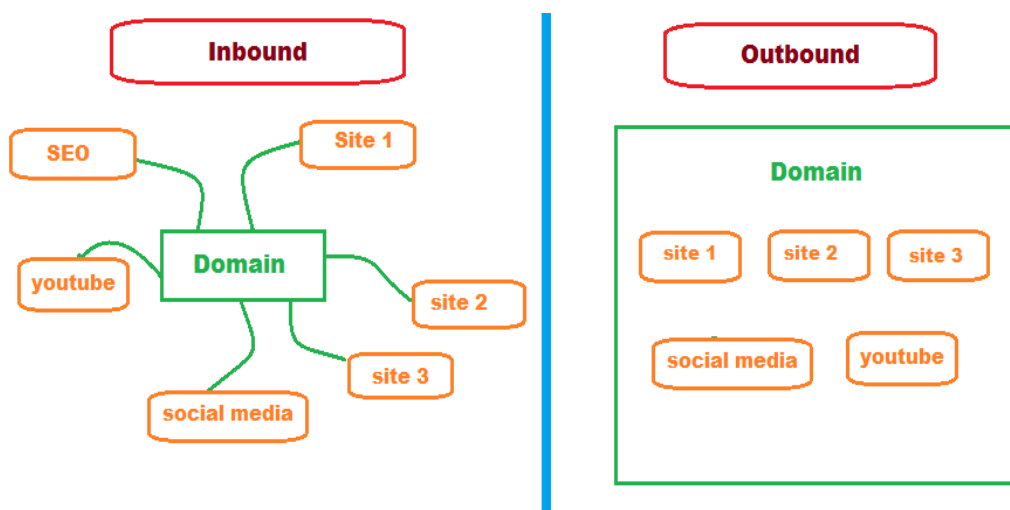 Inbound
SEO
Site 1
youtube
Domain
site 2
site 3
social media
Outbound
Domain
site 1
site 2
site 3
social media
youtube